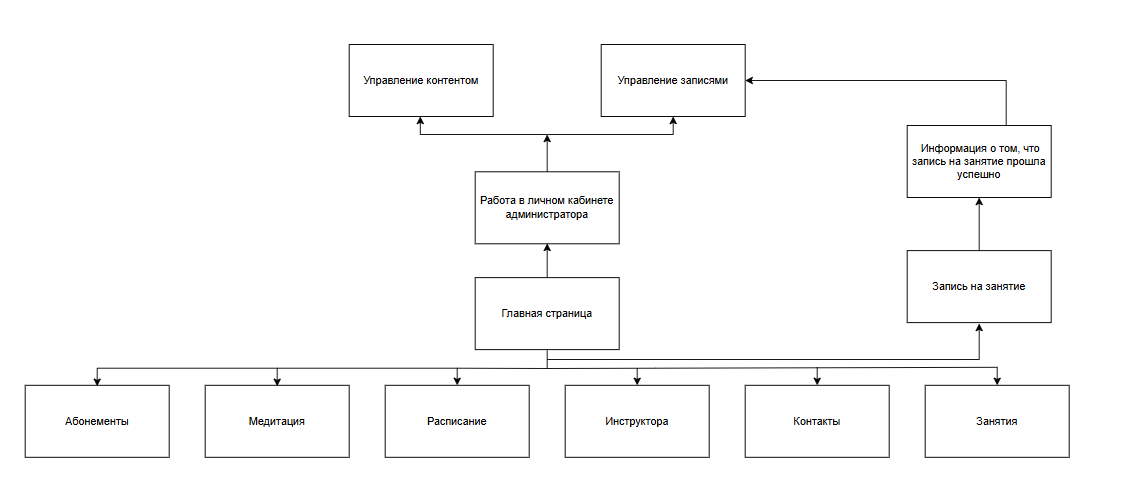 Управление контентом
Управление записями
Информация о том, что
запись на занятие прошла
успешно
Работа в личном кабинете
администратора
Запись на занятие
Главная страница
Абонементы
Медитация
Расписание
Инструктора
Контакты
Занятия